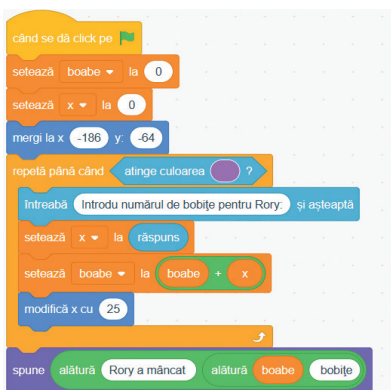 când se dă click pe
setează boabe la 0
setează x la 0
mergi la x -186 y: -64
repetă până când atinge culoarea ?
întreabă Introdu numărul de bobițe pentru Rory: și așteaptă
setează x la răspuns
setează boabe la boabe + x
modifică x cu 25
spune alătură Rory a mâncat alătură boabe bobițe